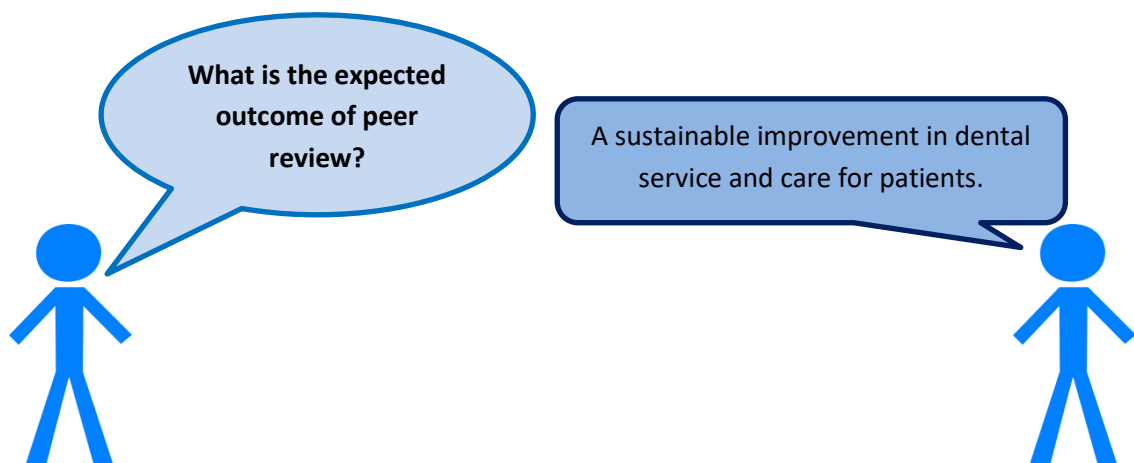 What is the expected
outcome of peer
review?
A sustainable improvement in dental
service and care for patients.